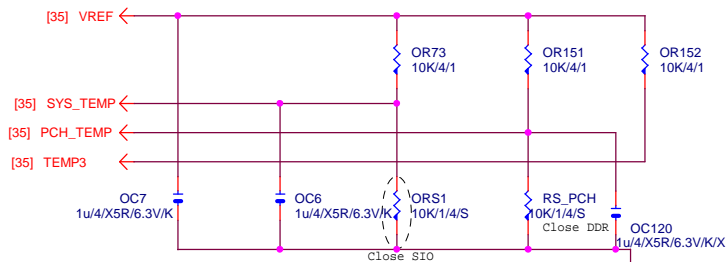 [35] VREF
OR73
10K/4/1
OR151
10K/4/1
OR152
10K/4/1
[35] SYS_TEMP
[35] PCH_TEMP
[35] TEMP3
OC7
1u/4/X5R/6.3V/K
OC6
1u/4/X5R/6.3V/K
ORS1
10K/1/4/S
RS_PCH
10K/1/4/S
Close DDR
OC120
1u/4/X5R/6.3V/K/X
Close SIO